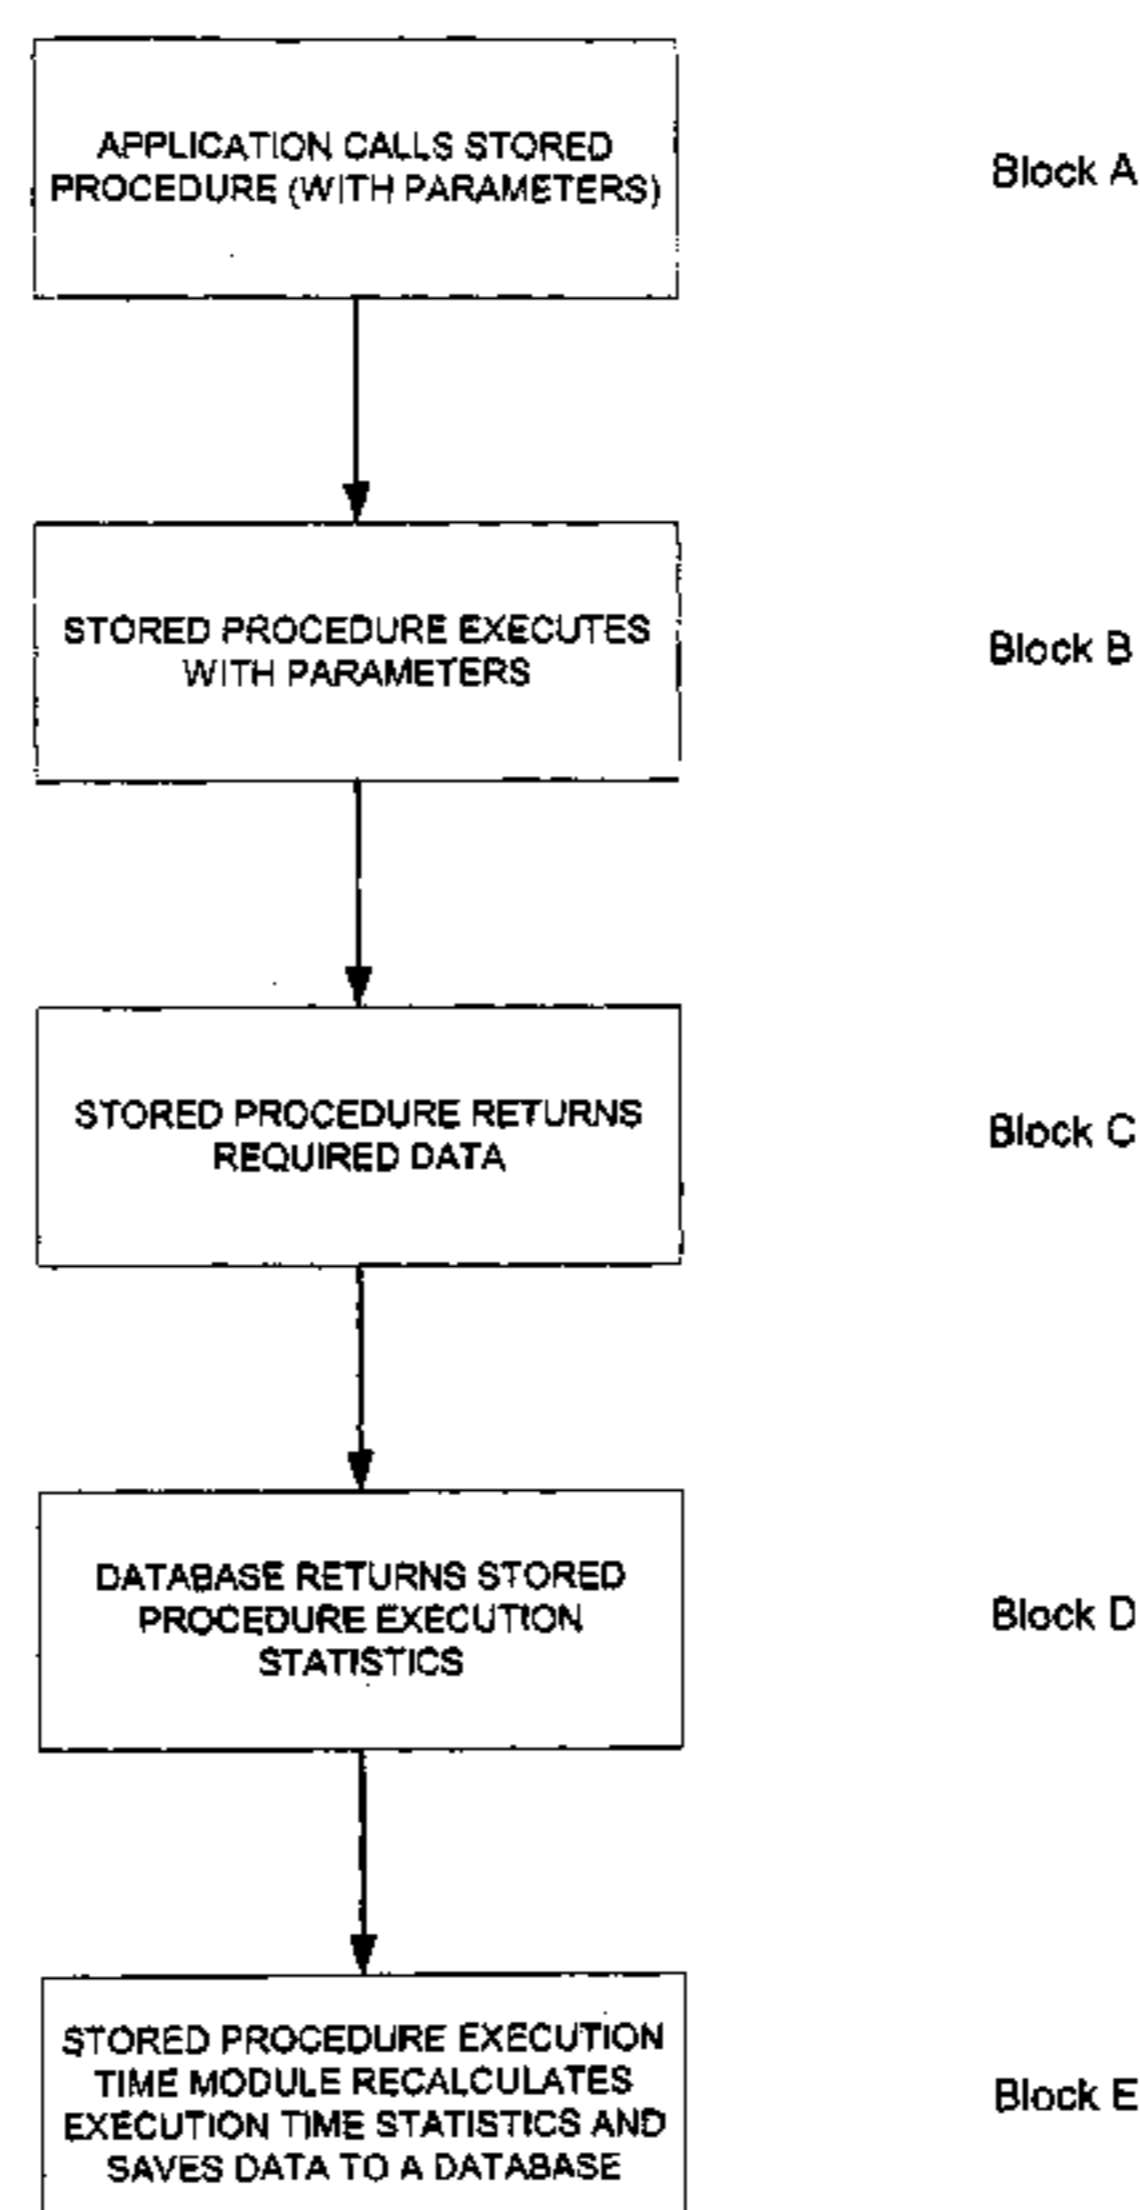 APPLICATION CALLS STORED
PROCEDURE (WITH PARAMETERS)
Block A
STORED PROCEDURE EXECUTES
WITH PARAMETERS
Block B
STORED PROCEDURE RETURNS
REQUIRED DATA
Block C
DATABASE RETURNS STORED
PROCEDURE EXECUTION
STATISTICS
Block D
STORED PROCEDURE EXECUTION
TIME MODULE RECALCULATES
EXECUTION TIME STATISTICS AND
SAVES DATA TO A DATABASE
Block E